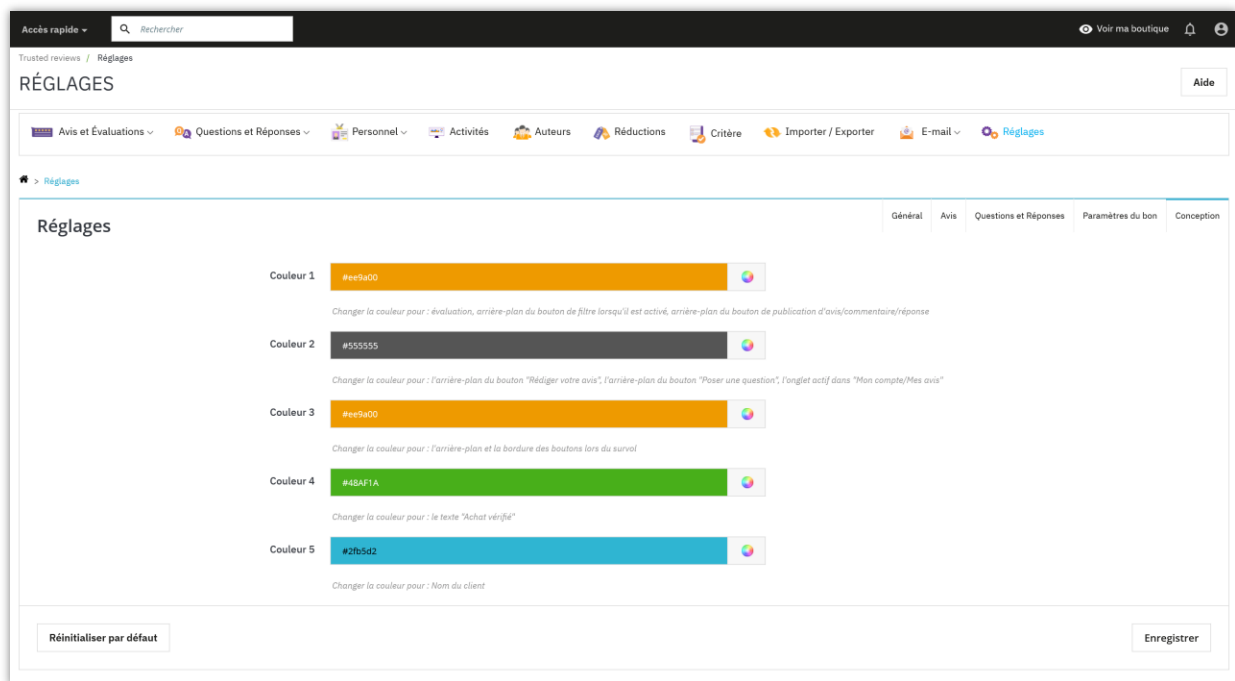 Accès rapide
Rechercher
Voir ma boutique
Trusted reviews / Réglages
RÉGLAGES
Aide
Avis et Évaluations
Questions et Réponses
Personnel
Activités
Auteurs
Réductions
Critère
Importer / Exporter
E-mail
Réglages
> Réglages
Réglages
Général
Avis
Questions et Réponses
Paramètres du bon
Conception
Couleur 1
#ee9a00
Changer la couleur pour : évaluation, arrière-plan du bouton de filtre lorsqu'il est activé, arrière-plan du bouton de publication d'avis/commentaire/réponse
Couleur 2
#555555
Changer la couleur pour : l'arrière-plan du bouton "Rédiger votre avis", l'arrière-plan du bouton "Poser une question", l'onglet actif dans "Mon compte/Mes avis"
Couleur 3
#ee9a00
Changer la couleur pour : l'arrière-plan et la bordure des boutons lors du survol
Couleur 4
#48AF1A
Changer la couleur pour : le texte "Achat vérifié"
Couleur 5
#2fb5d2
Changer la couleur pour : Nom du client
Réinitialiser par défaut
Enregistrer